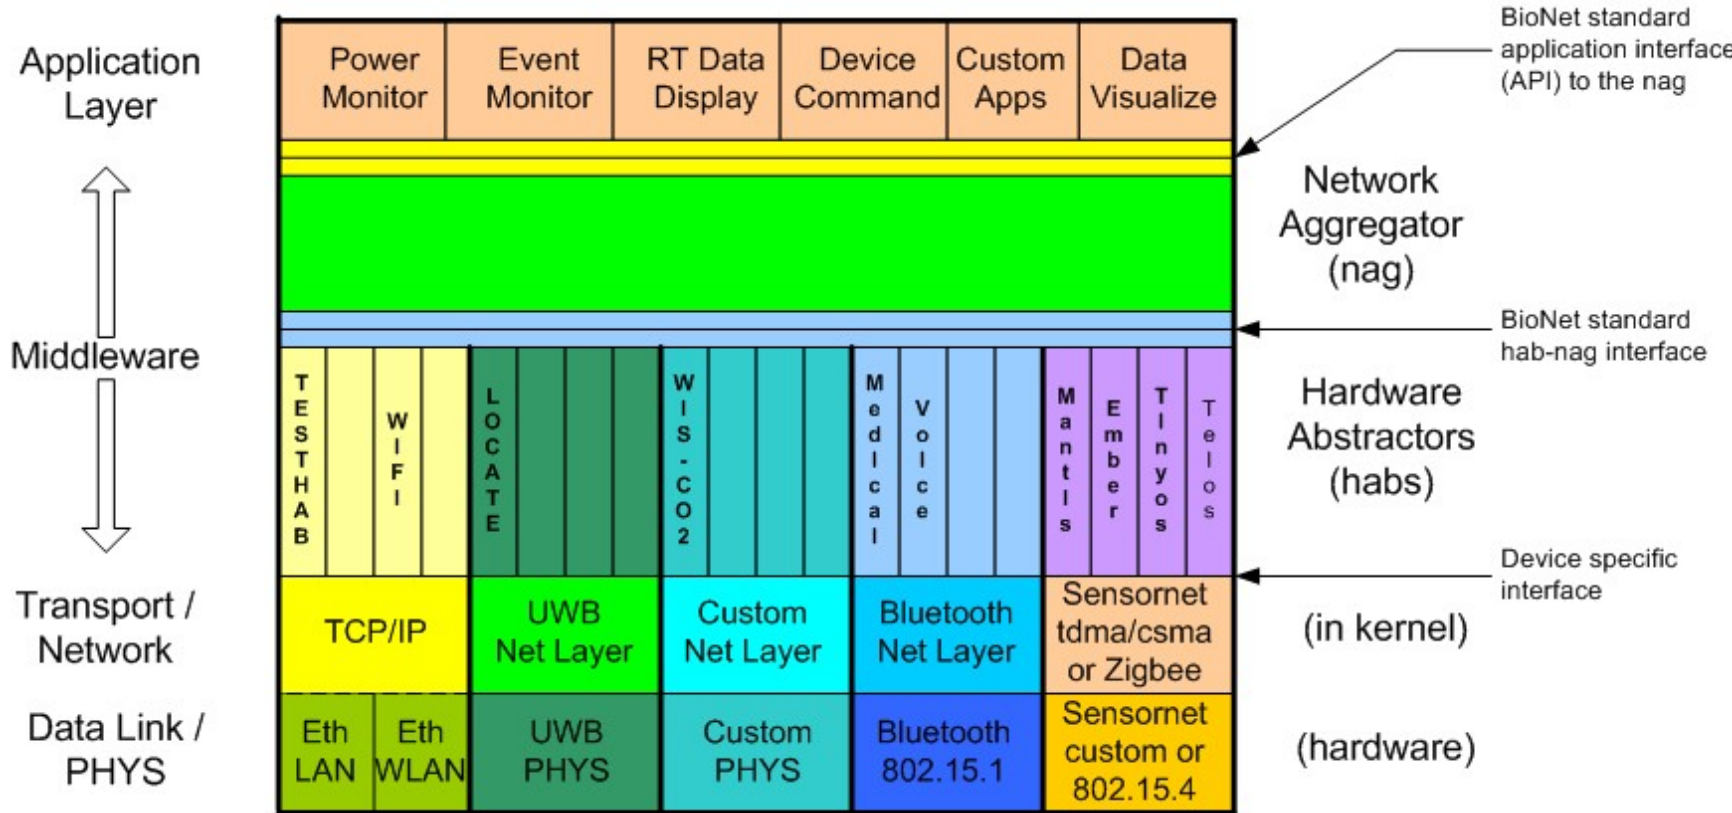 Application
Layer
Power
Monitor
Event
Monitor
RT Data
Display
Device
Command
Custom
Apps
Data
Visualize
BioNet standard
application interface
(API) to the nag
Network
Aggregator
(nag)
Middleware
BioNet standard
hab-nag interface
TESTHAB
WIFI
LOCATE
WIS-CO2
MedIcal
VoIce
MantIs
Ember
TInyos
Telos
Hardware
Abstractors
(habs)
Device specific
interface
Transport /
Network
TCP/IP
UWB
Net Layer
Custom
Net Layer
Bluetooth
Net Layer
Sensornet
tdma/csma
or Zigbee
(in kernel)
Data Link /
PHYS
Eth
LAN
Eth
WLAN
UWB
PHYS
Custom
PHYS
Bluetooth
802.15.1
Sensornet
custom or
802.15.4
(hardware)